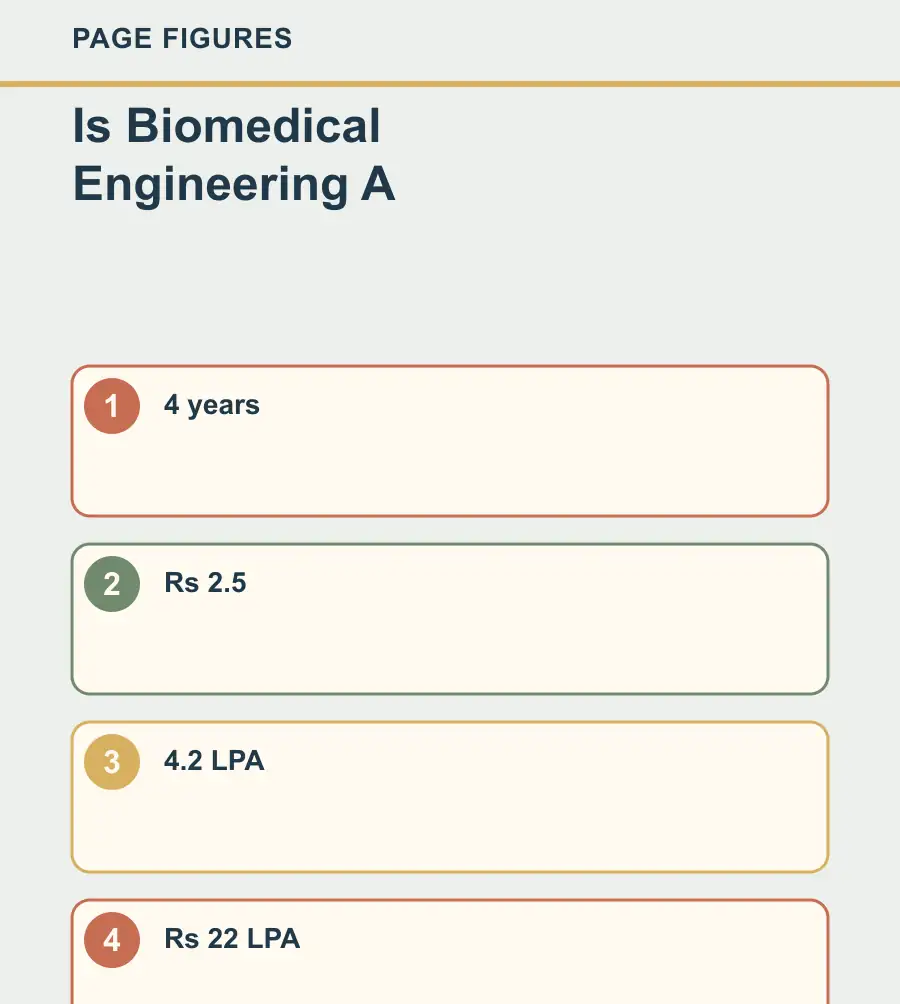 PAGE FIGURES
Is Biomedical
Engineering A
1 4 years
2 Rs 2.5
3 4.2 LPA
4 Rs 22 LPA